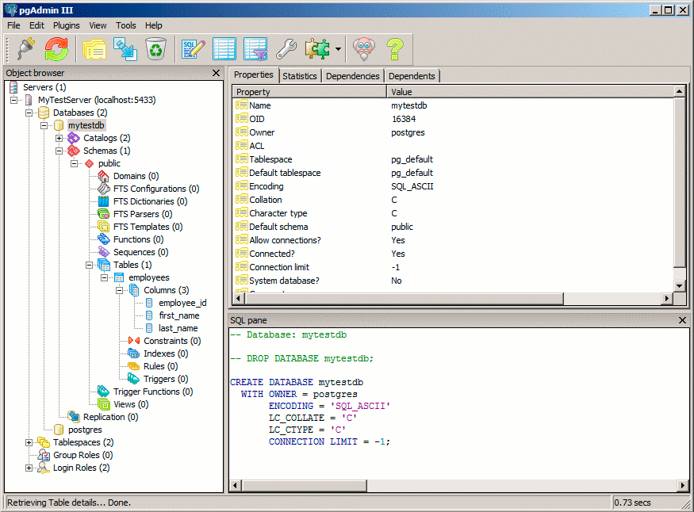 pgAdmin III
File Edit Plugins View Tools Help
Object browser
Servers (1)
MyTestServer (localhost:5433)
Databases (2)
mytestdb
Catalogs (2)
Schemas (1)
public
Domains (0)
FTS Configurations (0)
FTS Dictionaries (0)
FTS Parsers (0)
FTS Templates (0)
Functions (0)
Sequences (0)
Tables (1)
employees
Columns (3)
employee_id
first_name
last_name
Constraints (0)
Indexes (0)
Rules (0)
Triggers (0)
Trigger Functions (0)
Views (0)
Replication (0)
postgres
Tablespaces (2)
Group Roles (0)
Login Roles (2)
Properties Statistics Dependencies Dependents
Property Value
Name mytestdb
OID 16384
Owner postgres
ACL
Tablespace pg_default
Default tablespace pg_default
Encoding SQL_ASCII
Collation C
Character type C
Default schema public
Allow connections? Yes
Connected? Yes
Connection limit -1
System database? No
SQL pane
-- Database: mytestdb
-- DROP DATABASE mytestdb;
CREATE DATABASE mytestdb
WITH OWNER = postgres
ENCODING = 'SQL_ASCII'
LC_COLLATE = 'C'
LC_CTYPE = 'C'
CONNECTION LIMIT = -1;
Retrieving Table details... Done.
0.73 secs